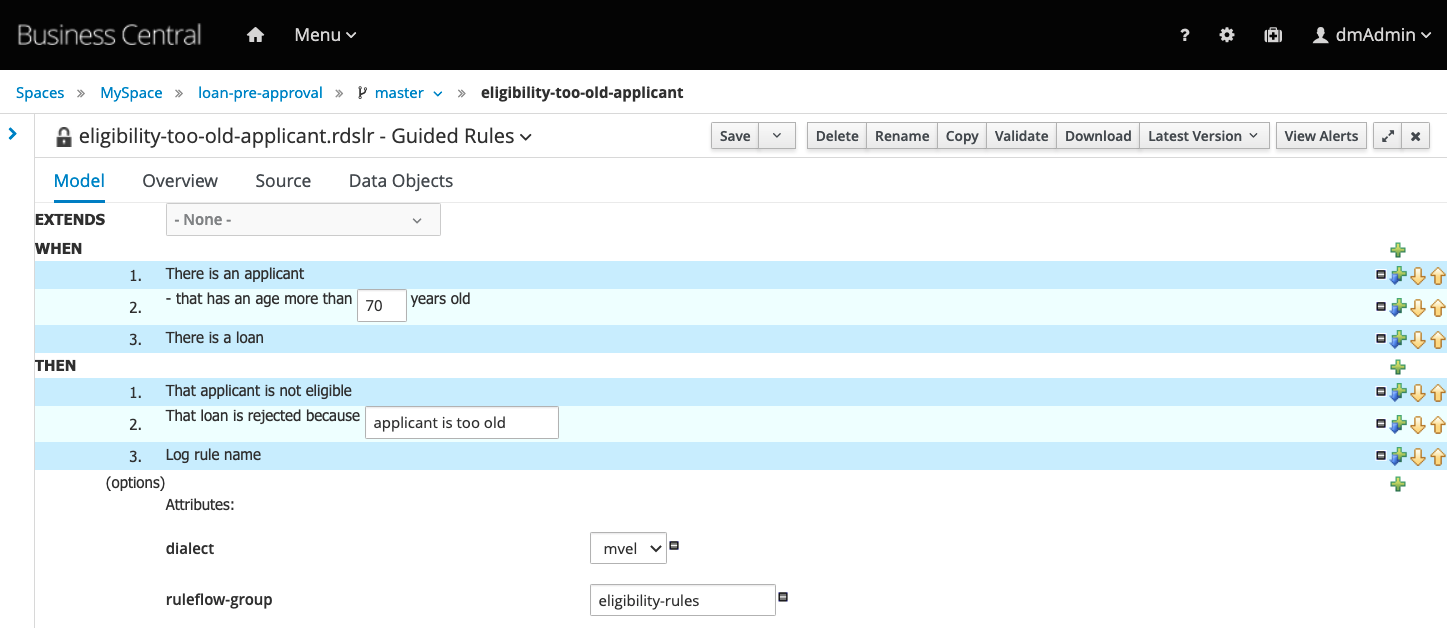 Business Central Menu ? dmAdmin
Spaces » MySpace » loan-pre-approval » master » eligibility-too-old-applicant
eligibility-too-old-applicant.rdslr - Guided Rules Save Delete Rename Copy Validate Download Latest Version View Alerts
Model Overview Source Data Objects
EXTENDS - None -
WHEN
1. There is an applicant
2. - that has an age more than 70 years old
3. There is a loan
THEN
1. That applicant is not eligible
2. That loan is rejected because applicant is too old
3. Log rule name
(options)
Attributes:
dialect mvel
ruleflow-group eligibility-rules